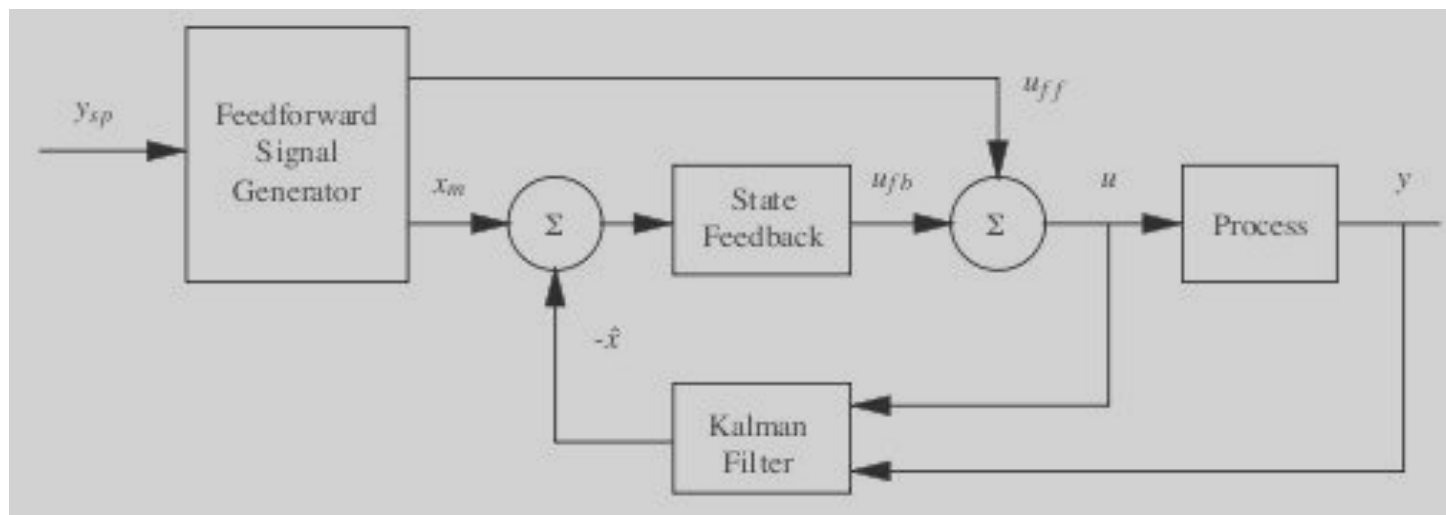 y_sp
Feedforward
Signal
Generator
x_m
Σ
State
Feedback
u_fb
u_ff
Σ
u
Process
y
-x̂
Kalman
Filter